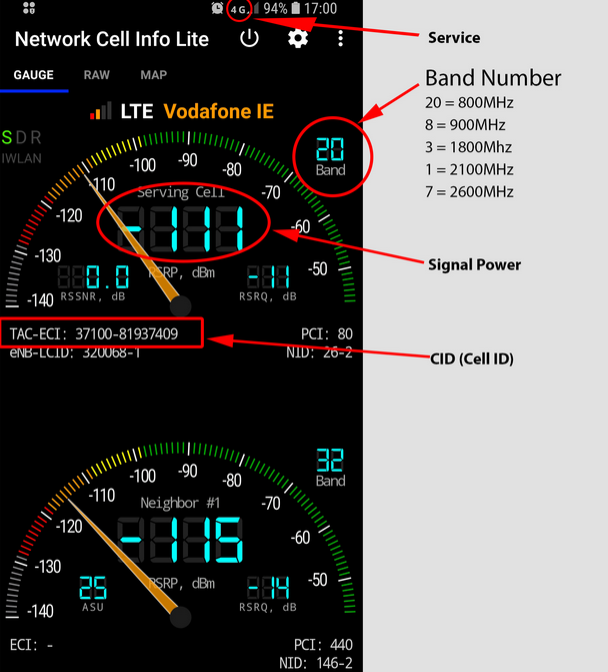 4G 94% 17:00
Service
Network Cell Info Lite
GAUGE RAW MAP
Band Number
20 = 800MHz
8 = 900MHz
3 = 1800Mhz
1 = 2100MHz
7 = 2600MHz
LTE Vodafone IE
SDR
IWLAN
-140
-130
-120
-110
-100
-90
-80
-70
-60
-50
20
Band
Serving Cell
-111
RSRP, dBm
0.0
RSSNR, dB
-11
RSRQ, dB
Signal Power
TAC-ECI: 37100-81937409
PCI: 80
eNB-LCID: 320068-1
NID: 26-2
CID (Cell ID)
-140
-130
-120
-110
-100
-90
-80
-70
-60
-50
32
Band
Neighbor #1
-115
RSRP, dBm
25
ASU
-14
RSRQ, dB
ECI: -
PCI: 440
NID: 146-2